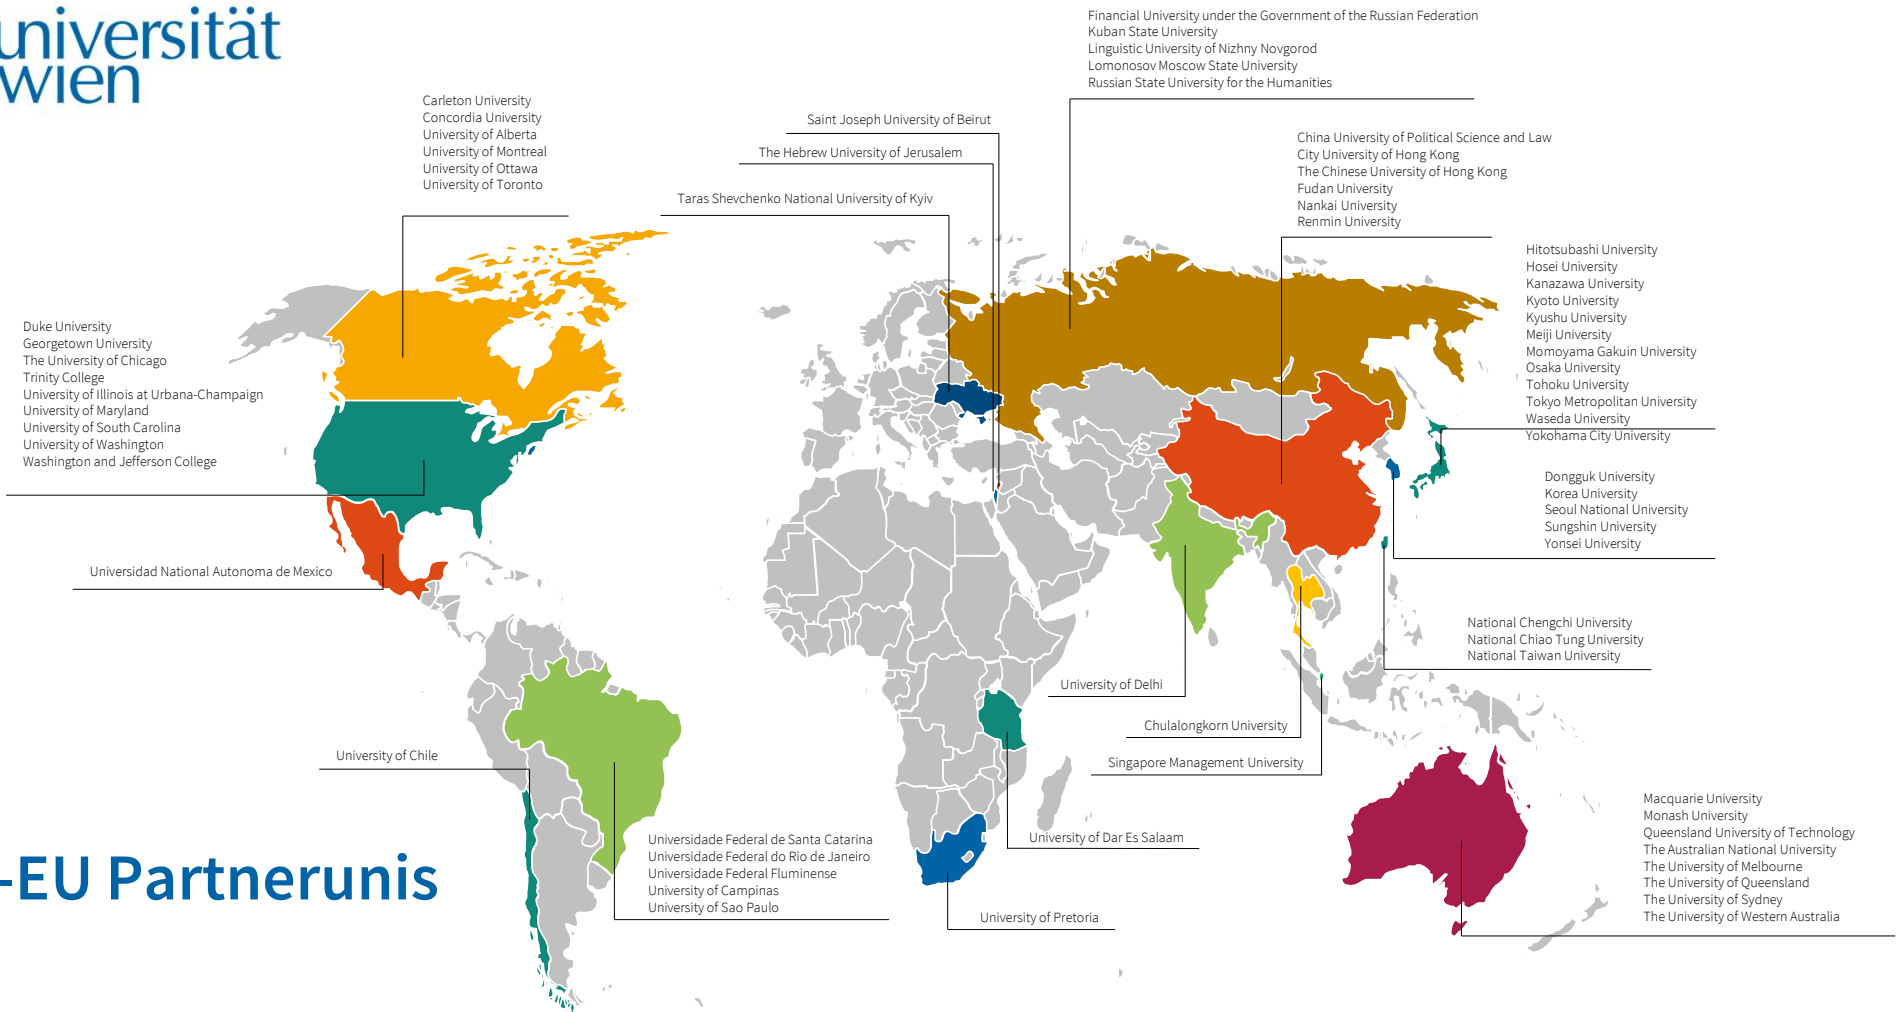 universität
wien
Financial University under the Government of the Russian Federation
Kuban State University
Linguistic University of Nizhny Novgorod
Lomonosov Moscow State University
Russian State University for the Humanities
Carleton University
Concordia University
University of Alberta
University of Montreal
University of Ottawa
University of Toronto
Saint Joseph University of Beirut
The Hebrew University of Jerusalem
Taras Shevchenko National University of Kyiv
China University of Political Science and Law
City University of Hong Kong
The Chinese University of Hong Kong
Fudan University
Nankai University
Renmin University
Hitotsubashi University
Hosei University
Kanazawa University
Kyoto University
Kyushu University
Meiji University
Momoyama Gakuin University
Osaka University
Tohoku University
Tokyo Metropolitan University
Waseda University
Yokohama City University
Duke University
Georgetown University
The University of Chicago
Trinity College
University of Illinois at Urbana-Champaign
University of Maryland
University of South Carolina
University of Washington
Washington and Jefferson College
Dongguk University
Korea University
Seoul National University
Sungshin University
Yonsei University
Universidad National Autonoma de Mexico
National Chengchi University
National Chiao Tung University
National Taiwan University
University of Delhi
Chulalongkorn University
Singapore Management University
University of Chile
Universidade Federal de Santa Catarina
Universidade Federal do Rio de Janeiro
Universidade Federal Fluminense
University of Campinas
University of Sao Paulo
University of Dar Es Salaam
University of Pretoria
Macquarie University
Monash University
Queensland University of Technology
The Australian National University
The University of Melbourne
The University of Queensland
The University of Sydney
The University of Western Australia
-EU Partnerunis